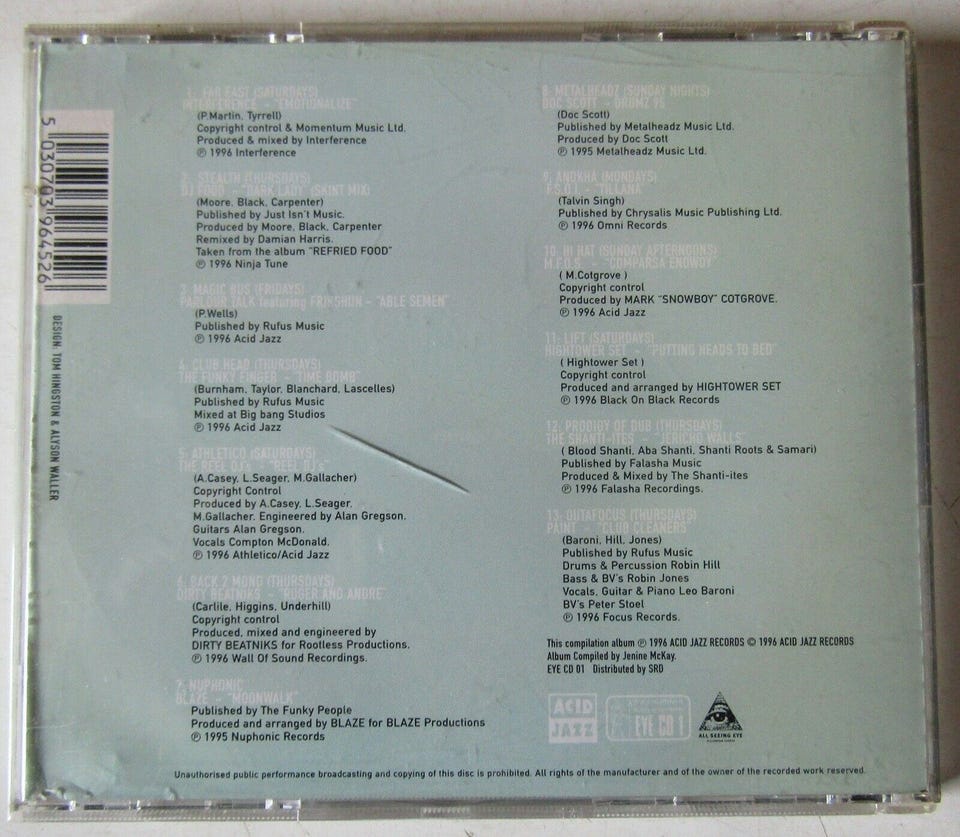 1. FAR EAST (SATURDAYS)
INTERFERENCE - "EMOTIONALIZE"
(P.Martin, Tyrrell)
Copyright control & Momentum Music Ltd.
Produced & mixed by Interference
℗ 1996 Interference
2. STEALTH (THURSDAYS)
DJ FOOD - "DARK LADY" (SKINT MIX)
(Moore, Black, Carpenter)
Published by Just Isn't Music.
Produced by Moore, Black, Carpenter
Remixed by Damian Harris.
Taken from the album "REFRIED FOOD"
℗ 1996 Ninja Tune
3. MAGIC BUS (FRIDAYS)
PARLOUR TALK featuring FRIKSHUN - "ABLE SEMEN"
(P.Wells)
Published by Rufus Music
℗ 1996 Acid Jazz
4. CLUB HEAD (THURSDAYS)
THE FUNKY FINGER - "TIME BOMB"
(Burnham, Taylor, Blanchard, Lascelles)
Published by Rufus Music
Mixed at Big bang Studios
℗ 1996 Acid Jazz
5. ATHLETICO (SATURDAYS)
THE REEL DJ's - "REEL DJ's"
(A.Casey, L.Seager, M.Gallacher)
Copyright Control
Produced by A.Casey, L.Seager,
M.Gallacher. Engineered by Alan Gregson.
Guitars Alan Gregson.
Vocals Compton McDonald.
℗ 1996 Athletico/Acid Jazz
6. BACK 2 MONO (THURSDAYS)
DIRTY BEATNIKS - "RUGER AND ANDRE"
(Carlile, Higgins, Underhill)
Copyright control
Produced, mixed and engineered by
DIRTY BEATNIKS for Rootless Productions.
℗ 1996 Wall Of Sound Recordings.
7. NUPHONIC
BLAZE - "MOONWALK"
Published by The Funky People
Produced and arranged by BLAZE for BLAZE Productions
℗ 1995 Nuphonic Records
8. METALHEADZ (SUNDAY NIGHTS)
DOC SCOTT - DRUMZ 95
(Doc Scott)
Published by Metalheadz Music Ltd.
Produced by Doc Scott
℗ 1995 Metalheadz Music Ltd.
9. ANOKHA (MONDAYS)
F.S.O.I. - "TILLANA"
(Talvin Singh)
Published by Chrysalis Music Publishing Ltd.
℗ 1996 Omni Records
10. HI HAT (SUNDAY AFTERNOONS)
M.F.O.S. - "COMPARSA ENDWOY"
( M.Cotgrove )
Copyright control
Produced by MARK "SNOWBOY" COTGROVE.
℗ 1996 Acid Jazz
11. LIFT (SATURDAYS)
HIGHTOWER SET - "PUTTING HEADS TO BED"
( Hightower Set )
Copyright control
Produced and arranged by HIGHTOWER SET
℗ 1996 Black On Black Records
12. PRODIGY OF DUB (THURSDAYS)
THE SHANTI-ITES - "JERICHO WALLS"
( Blood Shanti, Aba Shanti, Shanti Roots & Samari)
Published by Falasha Music
Produced & Mixed by The Shanti-ites
℗ 1996 Falasha Recordings.
13. OUTAFOCUS (THURSDAYS)
PAINT - "CLUB CLEANERS"
(Baroni, Hill, Jones)
Published by Rufus Music
Drums & Percussion Robin Hill
Bass & BV's Robin Jones
Vocals, Guitar & Piano Leo Baroni
BV's Peter Stoel
℗ 1996 Focus Records.
This compilation album ℗ 1996 ACID JAZZ RECORDS © 1996 ACID JAZZ RECORDS
Album Compiled by Jenine McKay.
EYE CD 01 Distributed by SRD
ACID
JAZZ
EYE CD 1
ALL SEEING EYE
Unauthorised public performance broadcasting and copying of this disc is prohibited. All rights of the manufacturer and of the owner of the recorded work reserved.
5 030703 964526
DESIGN: TOM HINGSTON & ALYSON WALLER